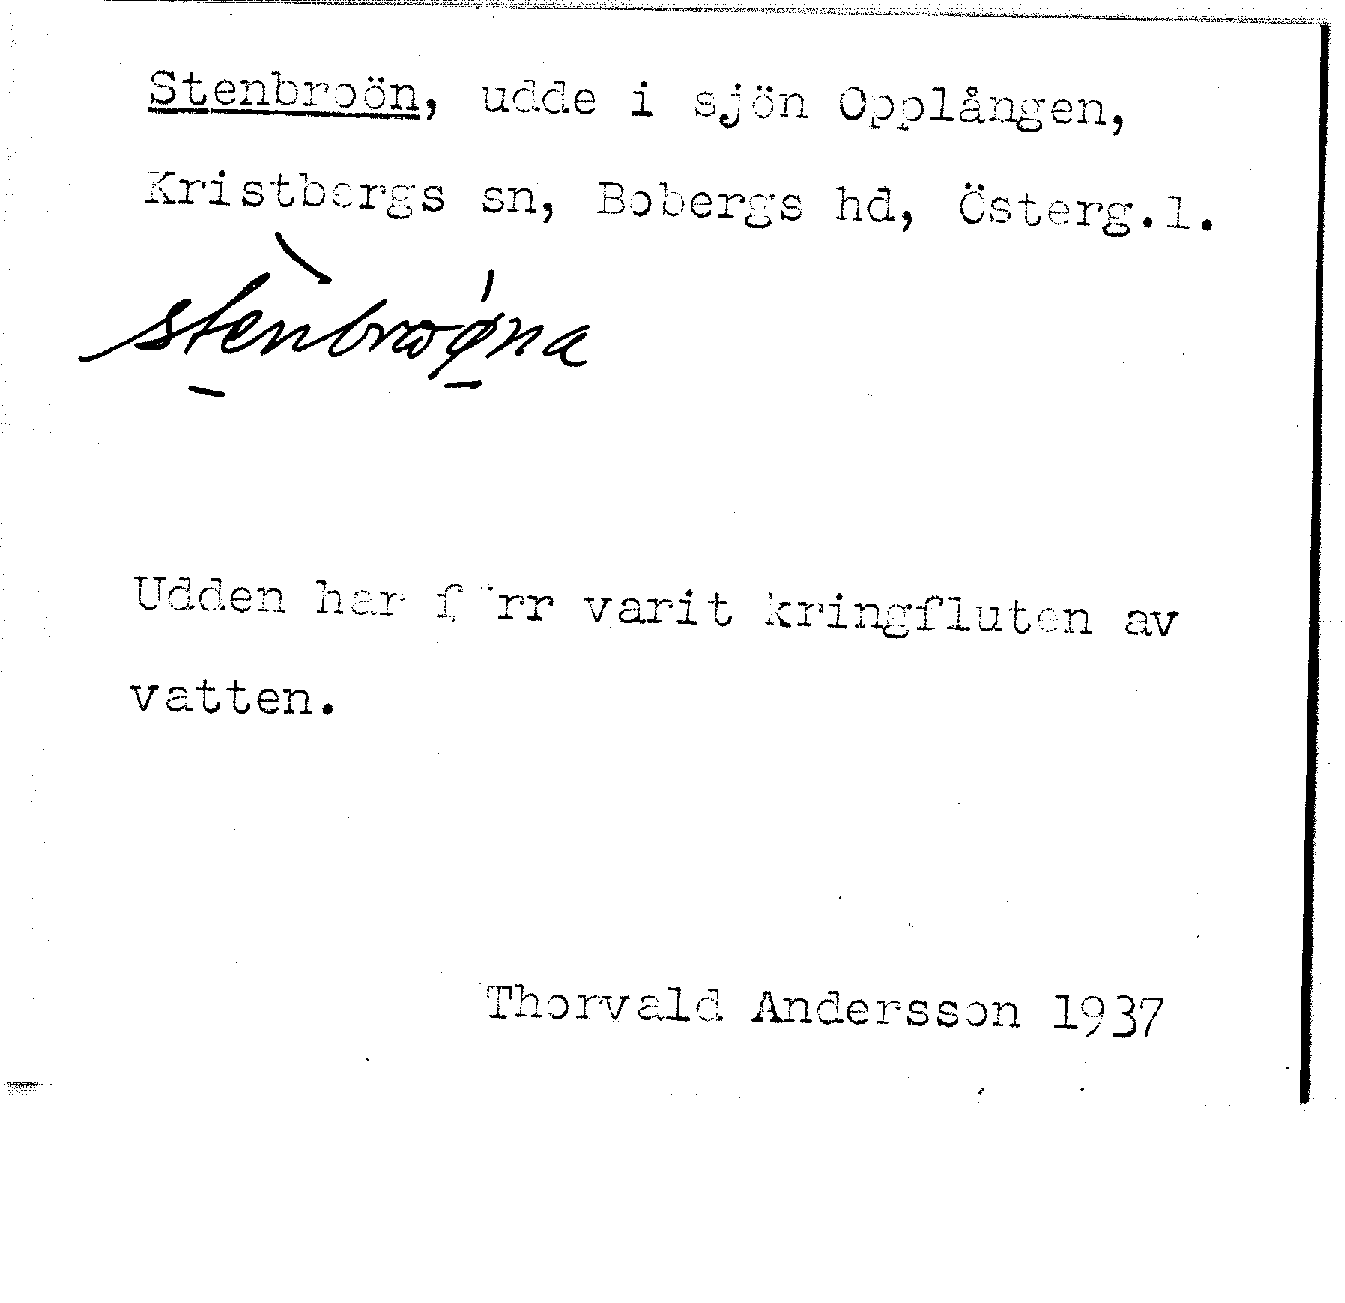 Stenbroön, udde i sjön Opplången,
Kristbergs sn, Bobergs hd, Österg.l.
stènbroǿna
Udden har förr varit kringfluten av
vatten.
Thorvald Andersson 1937